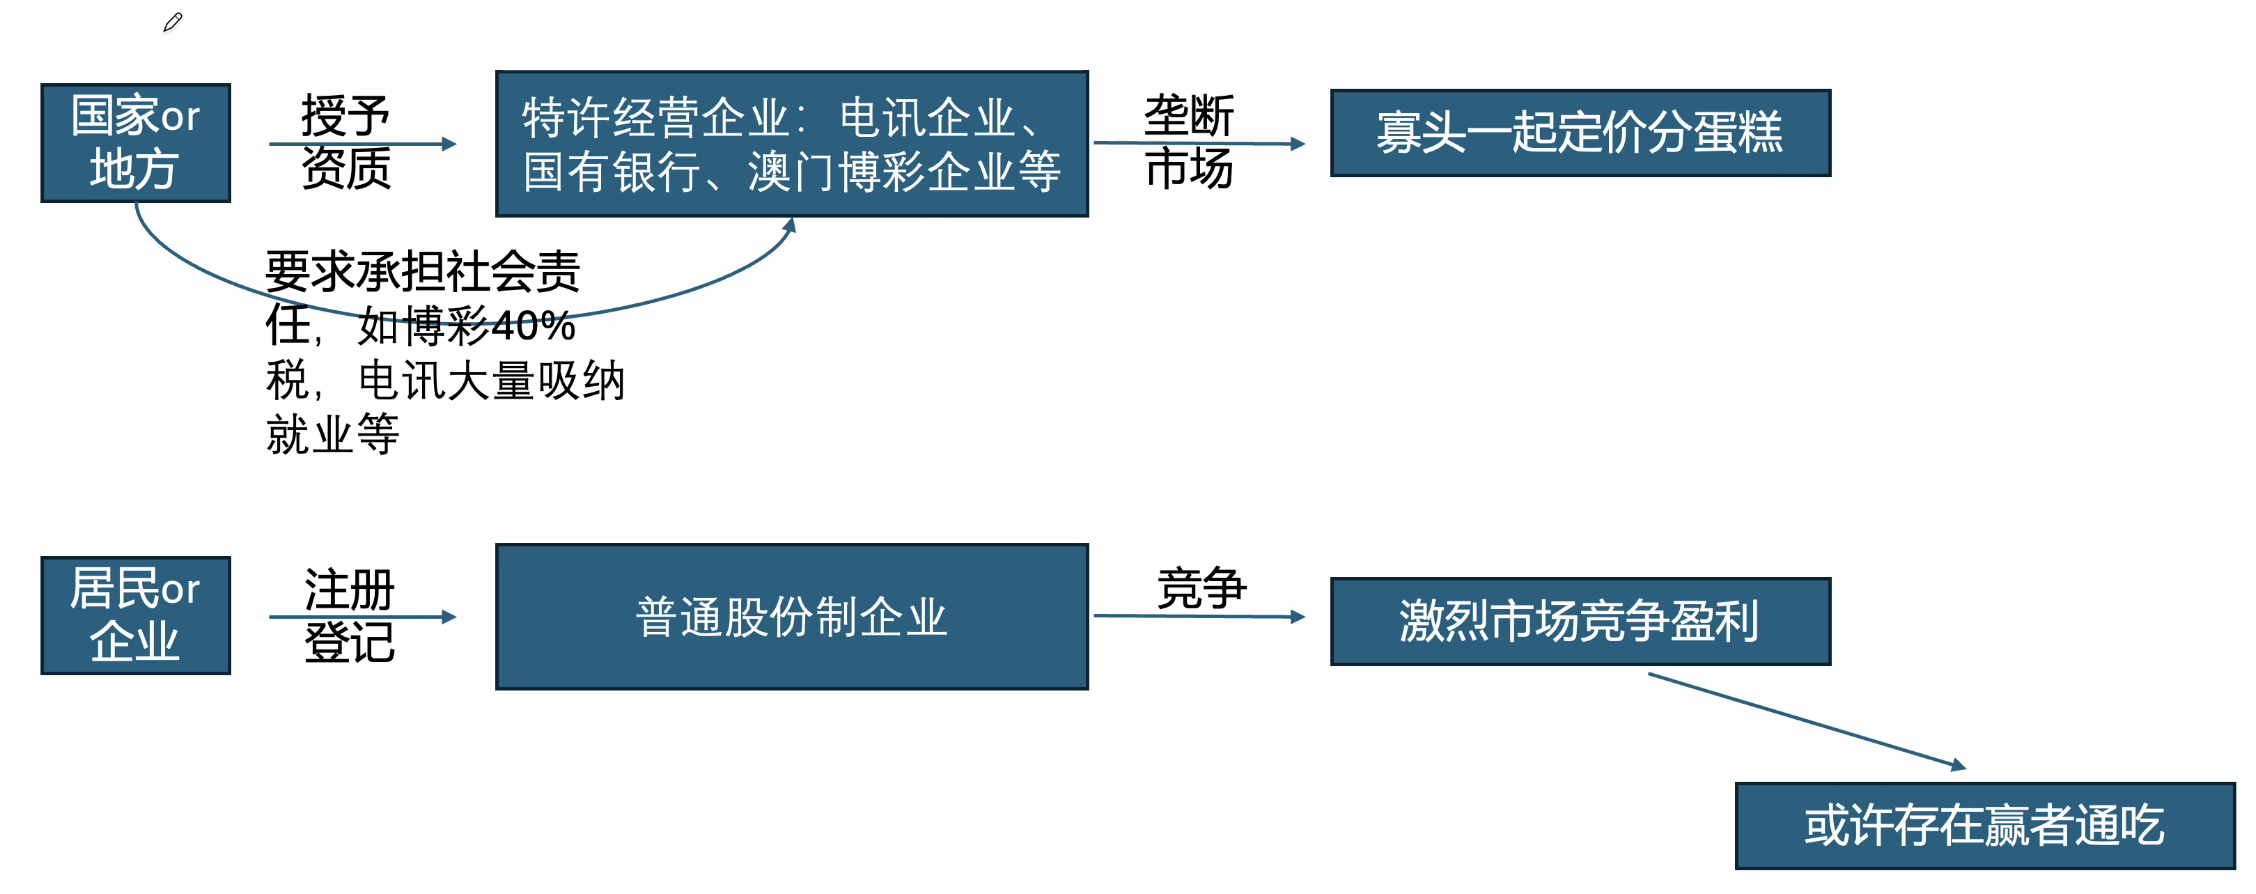 国家or
地方
授予
资质
特许经营企业：电讯企业、
国有银行、澳门博彩企业等
垄断
市场
寡头一起定价分蛋糕
要求承担社会责
任，如博彩40%
税，电讯大量吸纳
就业等
居民or
企业
注册
登记
普通股份制企业
竞争
激烈市场竞争盈利
或许存在赢者通吃